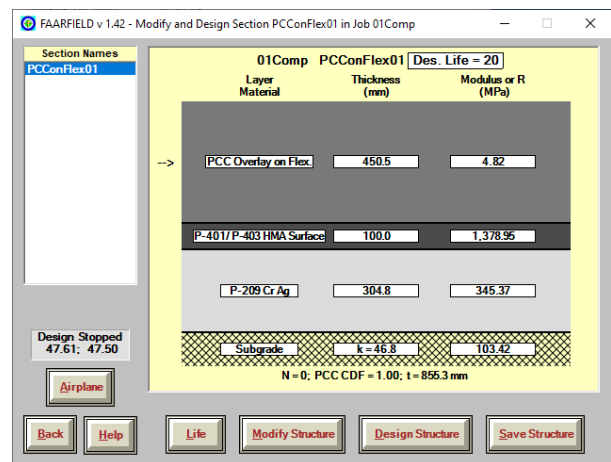 FAARFIELD v 1.42 - Modify and Design Section PCConFlex01 in Job 01Comp
Section Names
PCConFlex01
01Comp PCConFlex01 Des. Life = 20
Layer Material Thickness (mm) Modulus or R (MPa)
--> PCC Overlay on Flex. 450.5 4.82
P-401/ P-403 HMA Surface 100.0 1,378.95
P-209 Cr Ag 304.8 345.37
Subgrade k = 46.8 103.42
N = 0; PCC CDF = 1.00; t = 855.3 mm
Design Stopped
47.61; 47.50
Airplane
Back Help Life Modify Structure Design Structure Save Structure